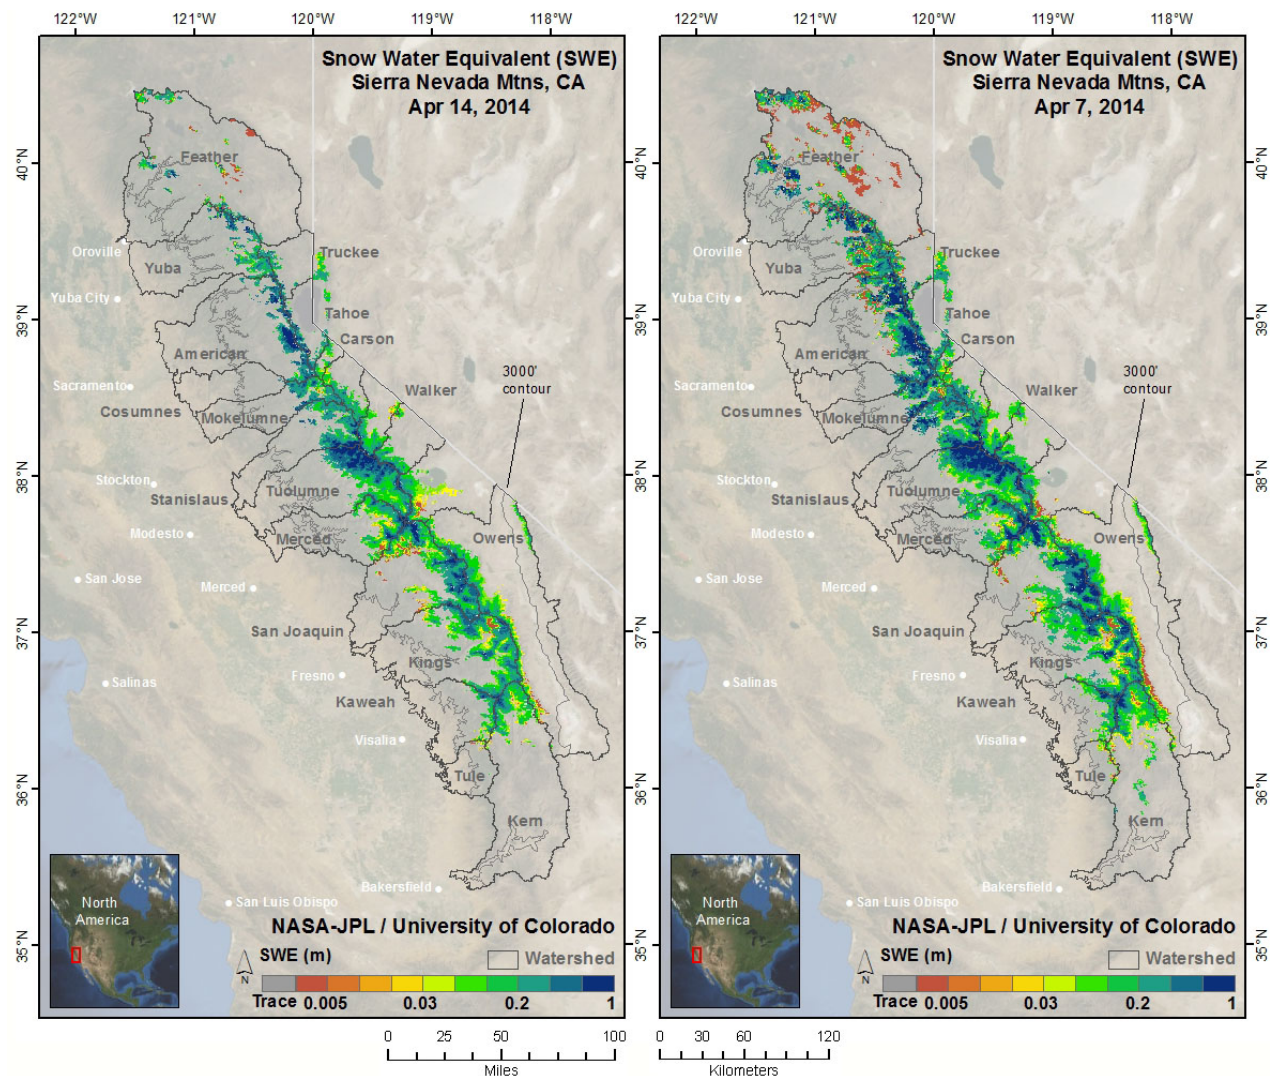 122°W 121°W 120°W 119°W 118°W
122°W 121°W 120°W 119°W 118°W
Snow Water Equivalent (SWE)
Sierra Nevada Mtns, CA
Apr 14, 2014
40°N
39°N
38°N
37°N
36°N
35°N
Feather
Oroville
Truckee
Yuba
Yuba City
Tahoe
Carson
American
3000'
contour
Sacramento
Walker
Cosumnes
Mokelumne
Stockton
Tuolumne
Stanislaus
Modesto
Merced
Owens
San Jose
Merced
San Joaquin
Kings
Fresno
Salinas
Kaweah
Visalia
Tule
Kern
Bakersfield
San Luis Obispo
North
America
NASA-JPL / University of Colorado
N
SWE (m)
Watershed
Trace 0.005 0.03 0.2 1
Snow Water Equivalent (SWE)
Sierra Nevada Mtns, CA
Apr 7, 2014
40°N
39°N
38°N
37°N
36°N
35°N
40°N
39°N
38°N
37°N
36°N
35°N
Feather
Oroville
Truckee
Yuba
Yuba City
Tahoe
Carson
American
3000'
contour
Sacramento
Walker
Cosumnes
Mokelumne
Stockton
Tuolumne
Stanislaus
Modesto
Merced
Owens
San Jose
Merced
San Joaquin
Kings
Fresno
Salinas
Kaweah
Visalia
Tule
Kern
Bakersfield
San Luis Obispo
North
America
NASA-JPL / University of Colorado
N
SWE (m)
Watershed
Trace 0.005 0.03 0.2 1
0 25 50 100
Miles
0 30 60 120
Kilometers